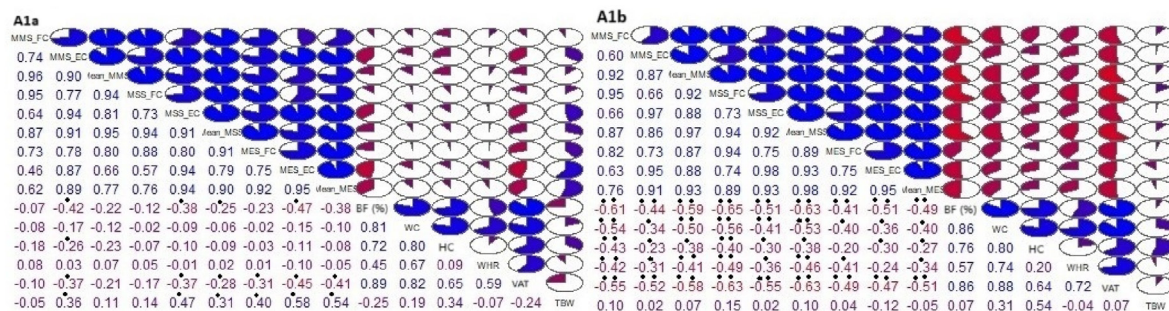 A1a
MMS_FC
0.74 MMS_EC
0.96 0.90 Mean_MMS
0.95 0.77 0.94 MSS_FC
0.64 0.94 0.81 0.73 MSS_EC
0.87 0.91 0.95 0.94 0.91 Mean_MSS
0.73 0.78 0.80 0.88 0.80 0.91 MES_FC
0.46 0.87 0.66 0.57 0.94 0.79 0.75 MES_EC
0.62 0.89 0.77 0.76 0.94 0.90 0.92 0.95 Mean_MES
-0.07 -0.42 -0.22 -0.12 -0.38 -0.25 -0.23 -0.47 -0.38 BF (%)
-0.08 -0.17 -0.12 -0.02 -0.09 -0.06 -0.02 -0.15 -0.10 0.81 WC
-0.18 -0.26 -0.23 -0.07 -0.10 -0.09 -0.03 -0.11 -0.08 0.72 0.80 HC
0.08 0.03 0.07 0.05 -0.01 0.02 0.01 -0.10 -0.05 0.45 0.67 0.09 WHR
-0.10 -0.37 -0.21 -0.17 -0.37 -0.28 -0.31 -0.45 -0.41 0.89 0.82 0.65 0.59 VAT
-0.05 0.36 0.11 0.14 0.47 0.31 0.40 0.58 0.54 -0.25 0.19 0.34 -0.07 -0.24 TBW
A1b
MMS_FC
0.60 MMS_EC
0.92 0.87 Mean_MMS
0.95 0.66 0.92 MSS_FC
0.66 0.97 0.88 0.73 MSS_EC
0.87 0.86 0.97 0.94 0.92 Mean_MSS
0.82 0.73 0.87 0.94 0.75 0.89 MES_FC
0.63 0.95 0.88 0.74 0.98 0.93 0.75 MES_EC
0.76 0.91 0.93 0.89 0.93 0.98 0.92 0.95 Mean_MES
-0.61 -0.44 -0.59 -0.65 -0.51 -0.63 -0.41 -0.51 -0.49 BF (%)
-0.54 -0.34 -0.50 -0.56 -0.41 -0.53 -0.40 -0.36 -0.40 0.86 WC
-0.43 -0.23 -0.38 -0.40 -0.30 -0.38 -0.20 -0.30 -0.27 0.76 0.80 HC
-0.42 -0.31 -0.41 -0.49 -0.36 -0.46 -0.41 -0.24 -0.34 0.57 0.74 0.20 WHR
-0.55 -0.52 -0.57 -0.63 -0.55 -0.63 -0.49 -0.47 -0.51 0.86 0.88 0.64 0.72 VAT
0.10 0.02 0.07 0.15 0.02 0.10 0.04 -0.12 -0.05 0.07 0.31 0.54 -0.04 0.07 TBW